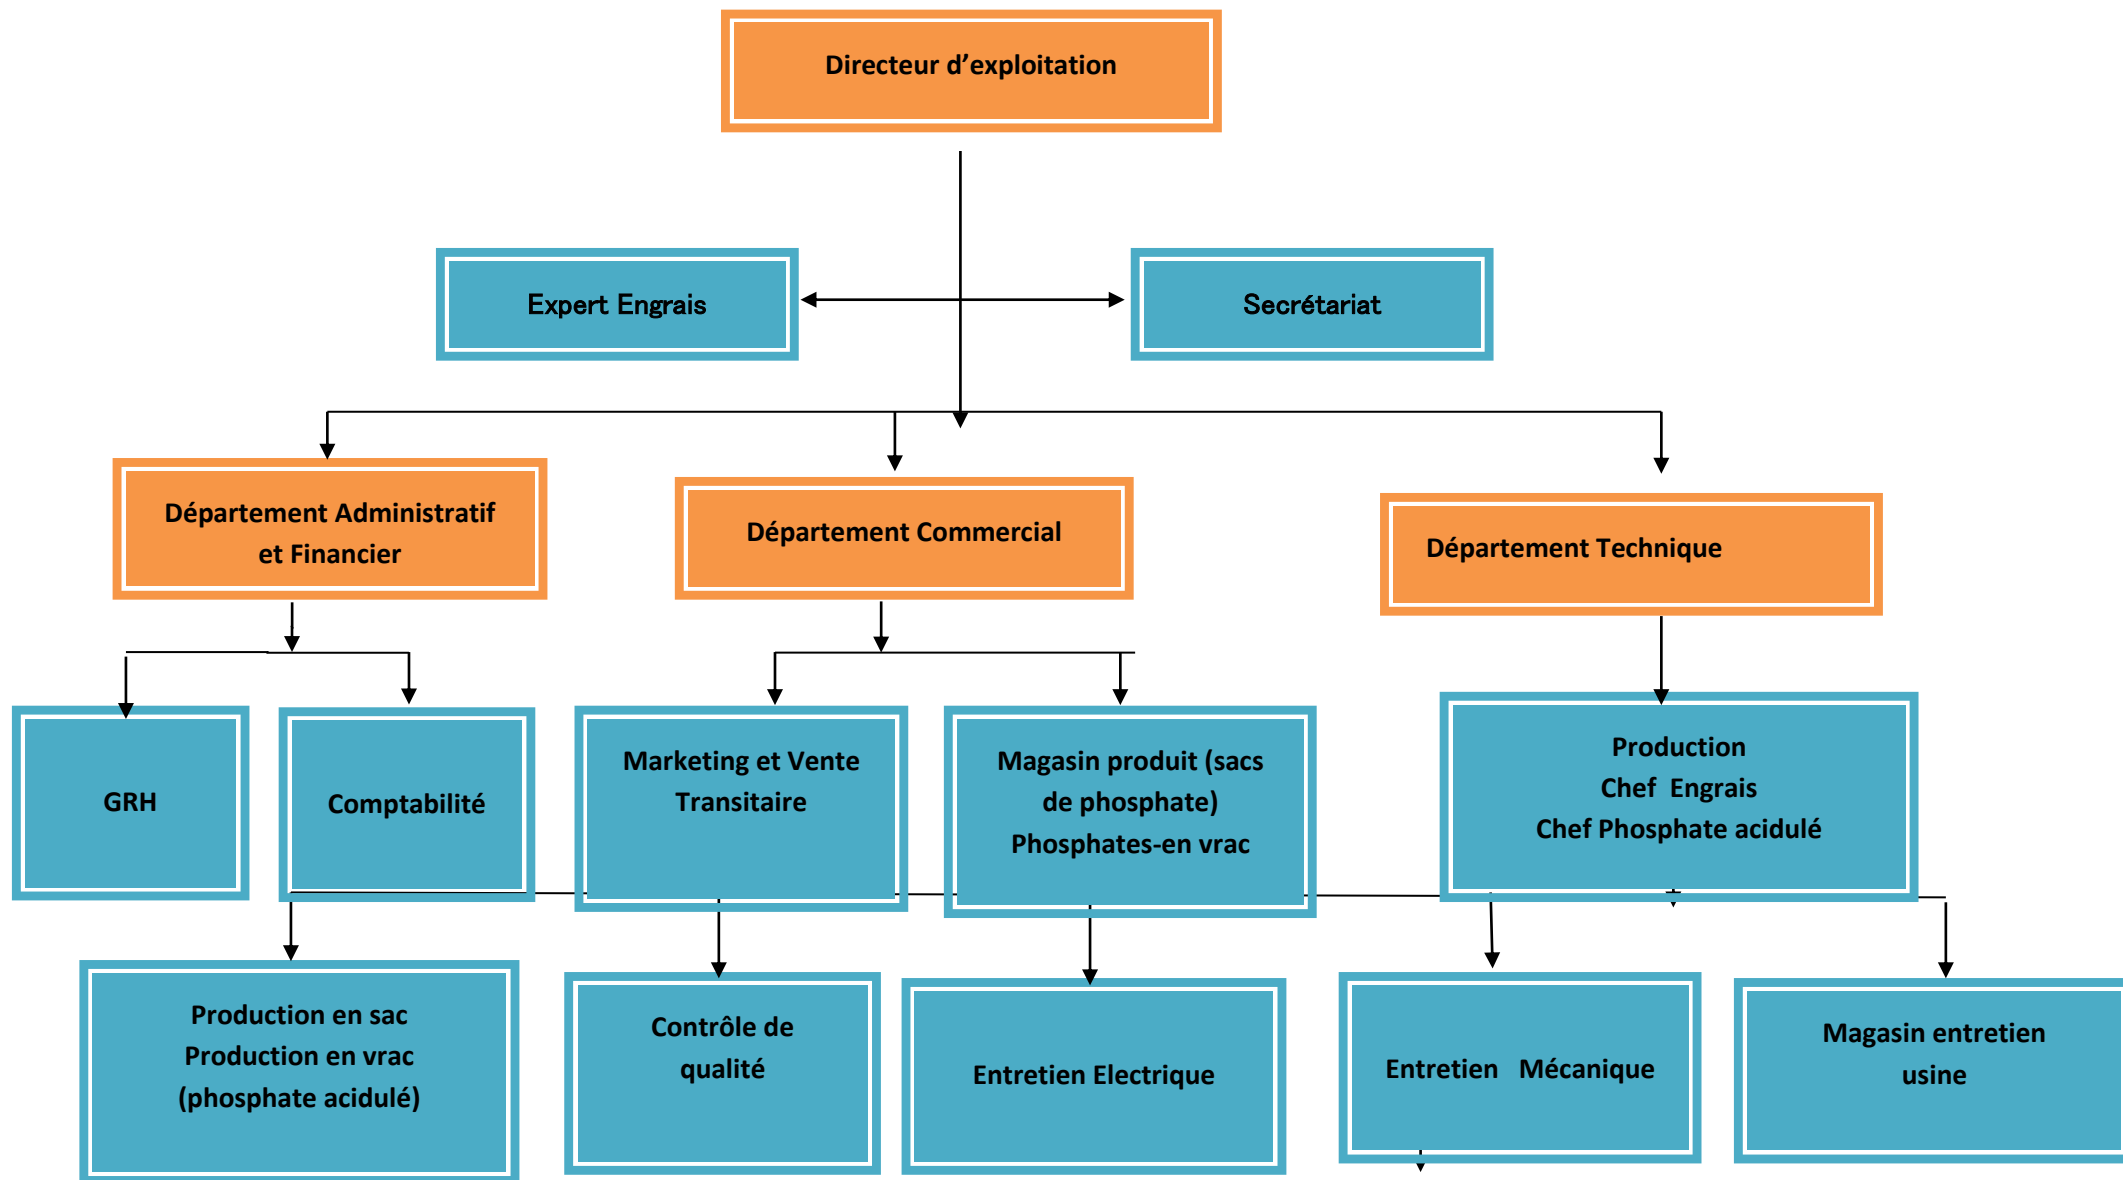 Directeur d’exploitation
Expert Engrais
Secrétariat
Département Administratif
et Financier
Département Commercial
Département Technique
GRH
Comptabilité
Marketing et Vente
Transitaire
Magasin produit (sacs
de phosphate)
Phosphates-en vrac
Production
Chef  Engrais
Chef Phosphate acidulé
Production en sac
Production en vrac
(phosphate acidulé)
Contrôle de
qualité
Entretien Electrique
Entretien   Mécanique
Magasin entretien
usine